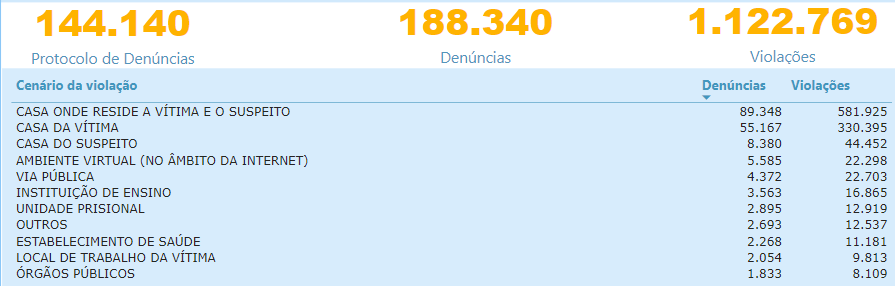 144.140 188.340 1.122.769
Protocolo de Denúncias Denúncias Violações
Cenário da violação Denúncias Violações
CASA ONDE RESIDE A VÍTIMA E O SUSPEITO 89.348 581.925
CASA DA VÍTIMA 55.167 330.395
CASA DO SUSPEITO 8.380 44.452
AMBIENTE VIRTUAL (NO ÂMBITO DA INTERNET) 5.585 22.298
VIA PÚBLICA 4.372 22.703
INSTITUIÇÃO DE ENSINO 3.563 16.865
UNIDADE PRISIONAL 2.895 12.919
OUTROS 2.693 12.537
ESTABELECIMENTO DE SAÚDE 2.268 11.181
LOCAL DE TRABALHO DA VÍTIMA 2.054 9.813
ÓRGÃOS PÚBLICOS 1.833 8.109